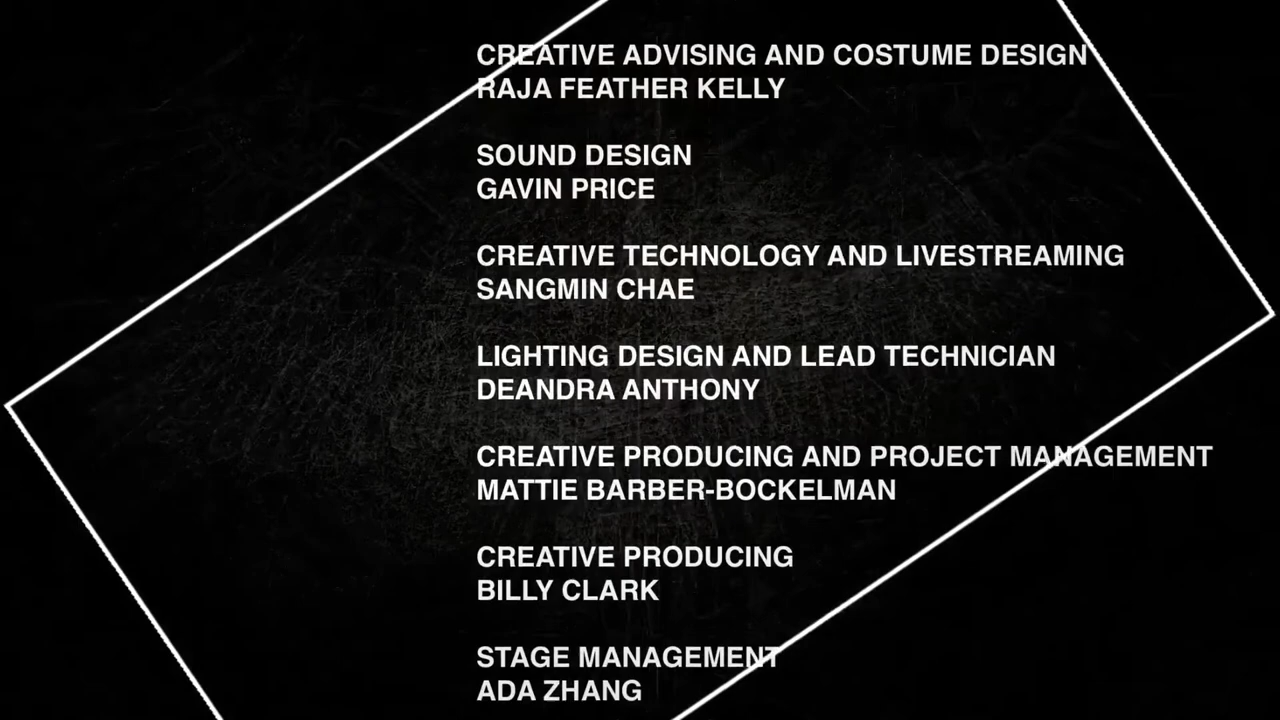 CREATIVE ADVISING AND COSTUME DESIGN
RAJA FEATHER KELLY
SOUND DESIGN
GAVIN PRICE
CREATIVE TECHNOLOGY AND LIVESTREAMING
SANGMIN CHAE
LIGHTING DESIGN AND LEAD TECHNICIAN
DEANDRA ANTHONY
CREATIVE PRODUCING AND PROJECT MANAGEMENT
MATTIE BARBER-BOCKELMAN
CREATIVE PRODUCING
BILLY CLARK
STAGE MANAGEMENT
ADA ZHANG